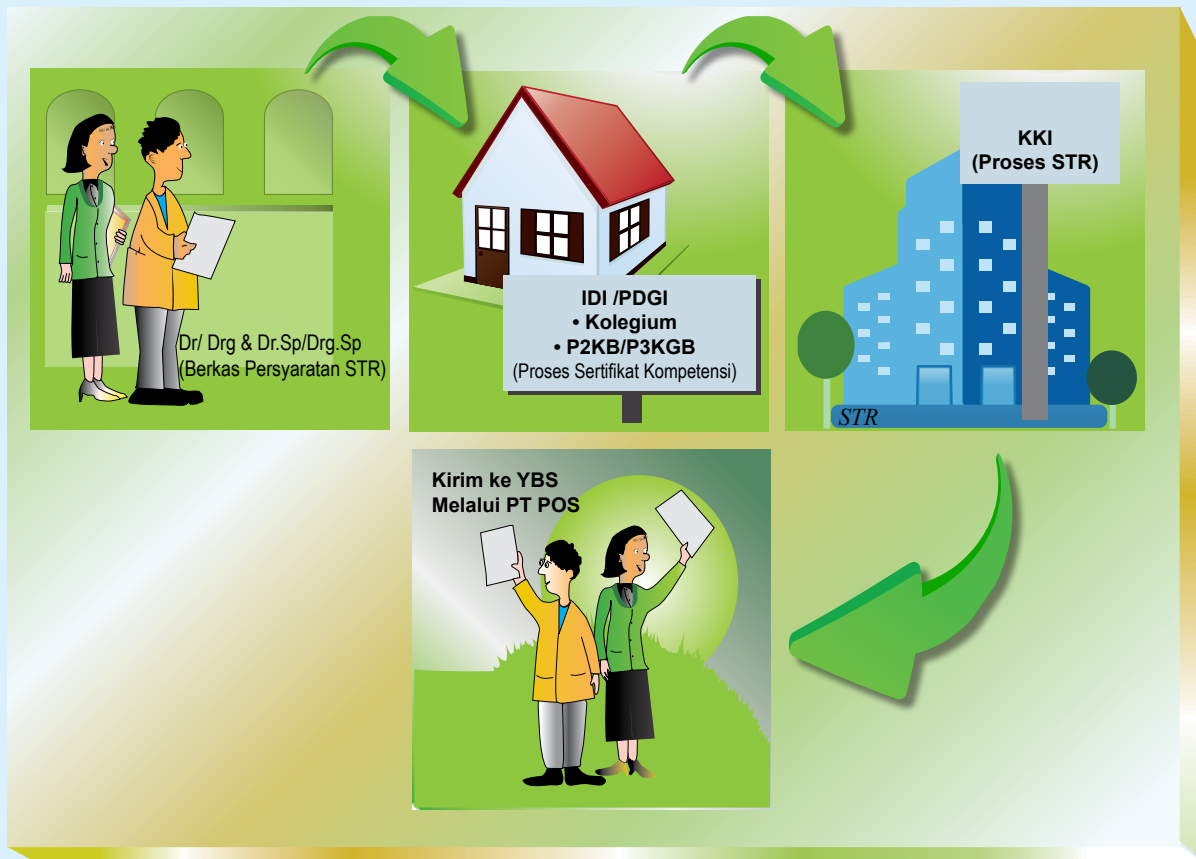 Dr/ Drg & Dr.Sp/Drg.Sp
(Berkas Persyaratan STR)
IDI /PDGI
• Kolegium
• P2KB/P3KGB
(Proses Sertifikat Kompetensi)
KKI
(Proses STR)
STR
Kirim ke YBS
Melalui PT POS